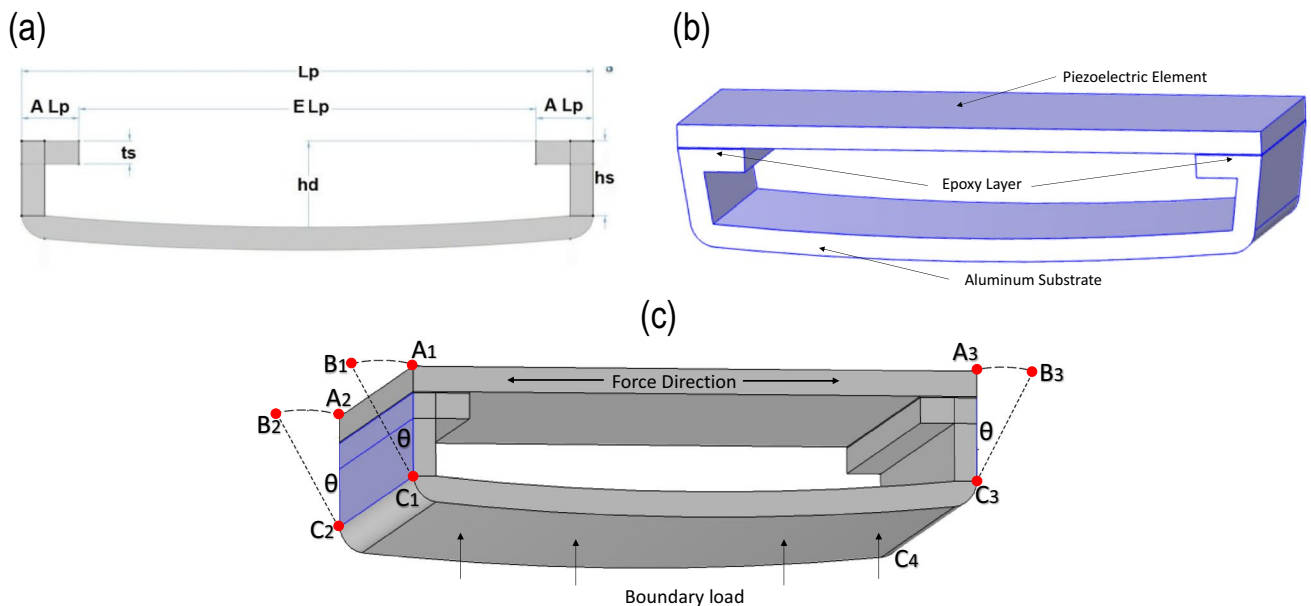 (a)
Lp
A Lp
E Lp
A Lp
ts
hd
hs
(b)
Piezoelectric Element
Epoxy Layer
Aluminum Substrate
(c)
B1
A1
A3
B3
Force Direction
B2
A2
θ
θ
θ
C1
C3
C2
C4
Boundary load